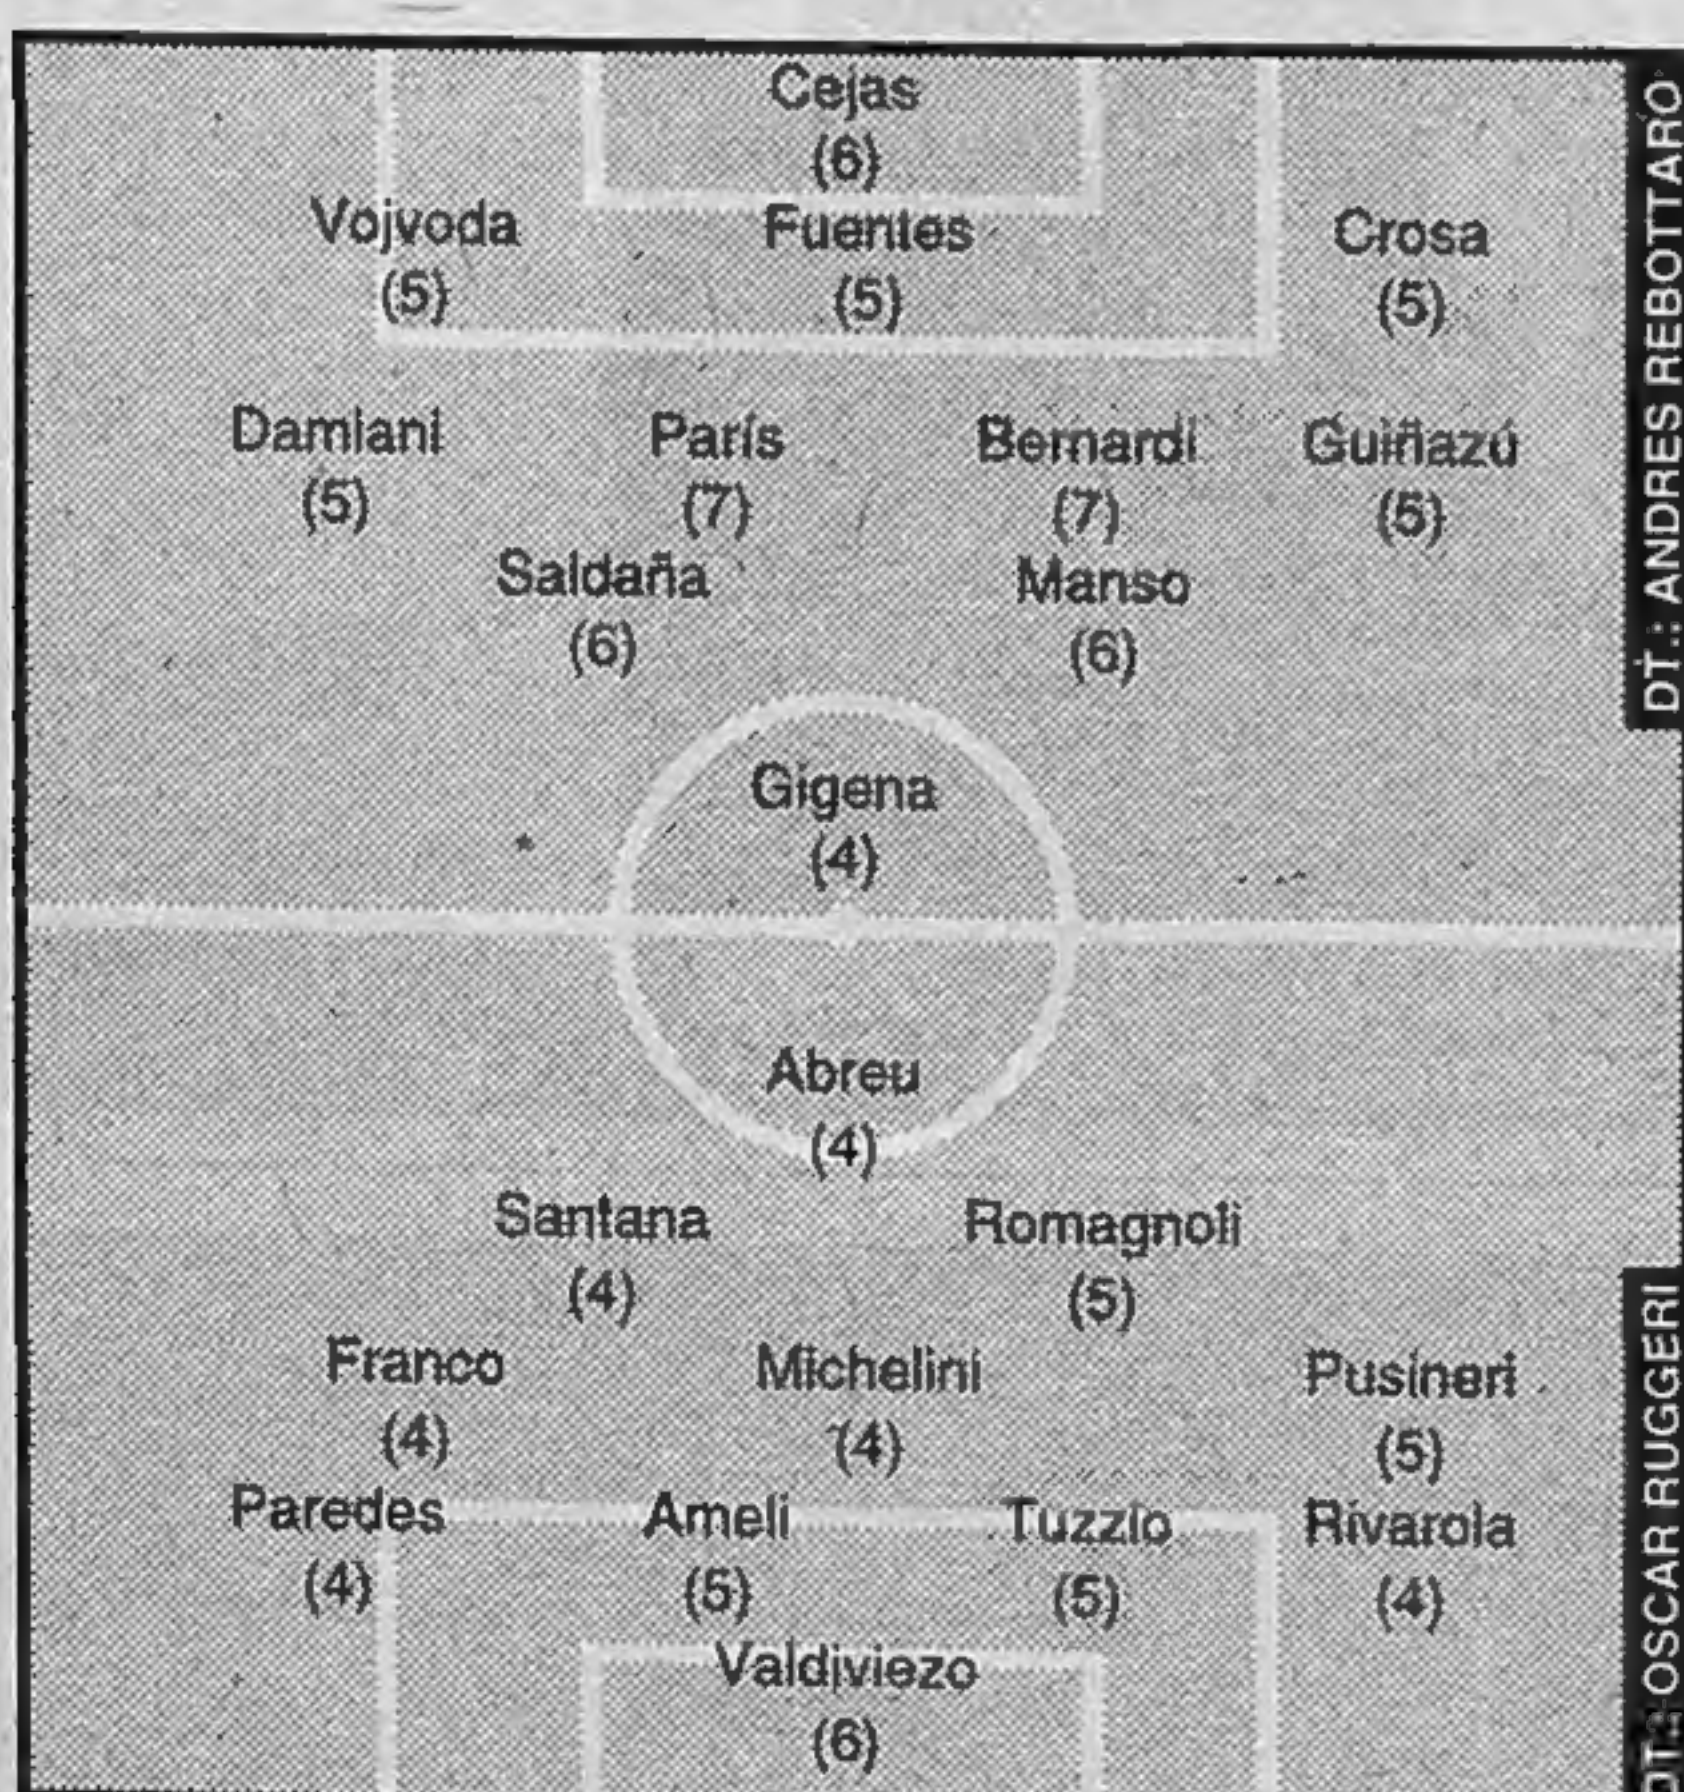 Cejas
(6)
Vojvoda Fuentes Crosa
(5) (5) (5)
Damiani París Bernardi Guiñazú
(5) (7) (7) (5)
Saldaña Manso
(6) (6)
Gigena
(4)
Abreu
(4)
Santana Romagnoli
(4) (5)
Franco Michelini Pusineri
(4) (4) (5)
Paredes Ameli Tuzzio Rivarola
(4) (5) (5) (4)
Valdiviezo
(6)
DT.: ANDRES REBOTTARO
DT.: OSCAR RUGGERI